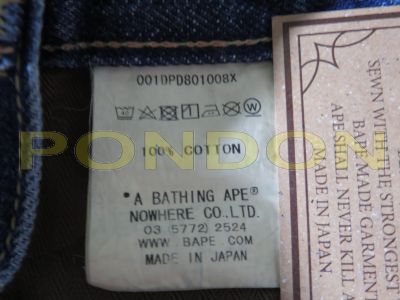 001DPD801008X
100% COTTON
*A BATHING APE®
NOWHERE CO., LTD.
03 (5772) 2524
WWW. BAPE. COM
MADE IN JAPAN
PONDON
SEWN WITH THE STRONGEST
BAPE MADE GARMENT
APE SHALL NEVER KILL A
MADE IN JAPAN.